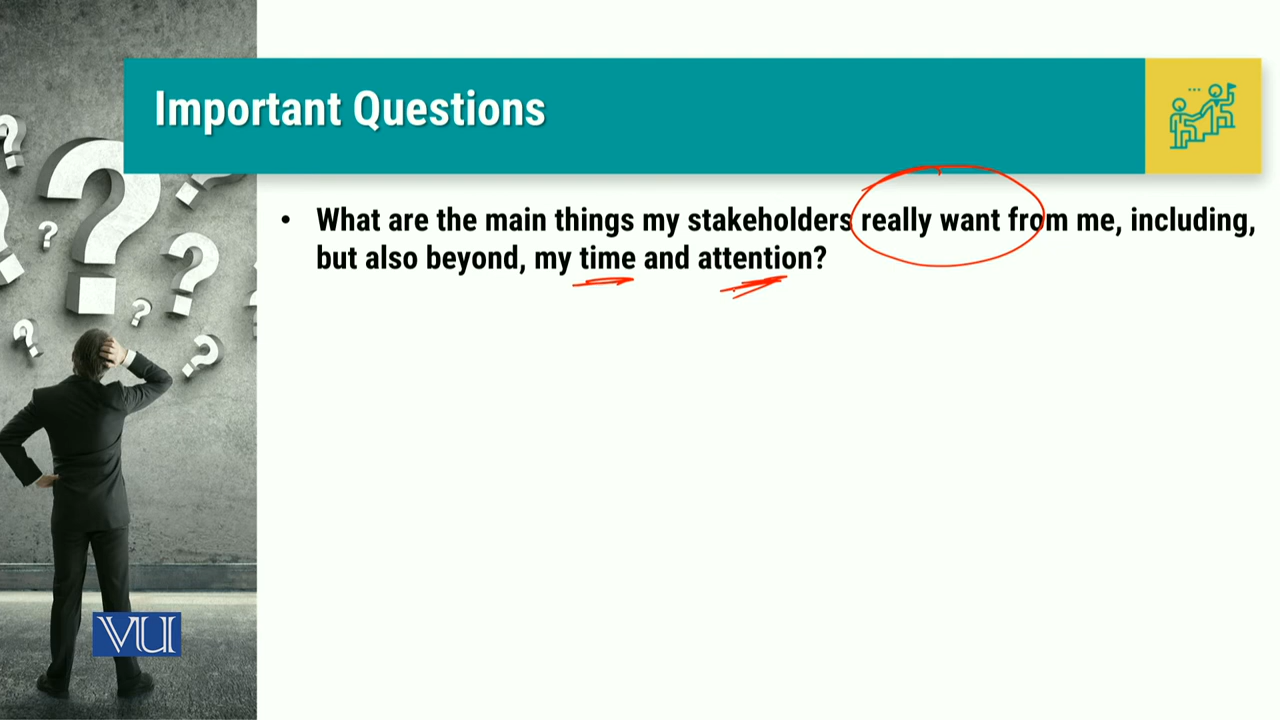 Important Questions
• What are the main things my stakeholders really want from me, including,
but also beyond, my time and attention?
VU